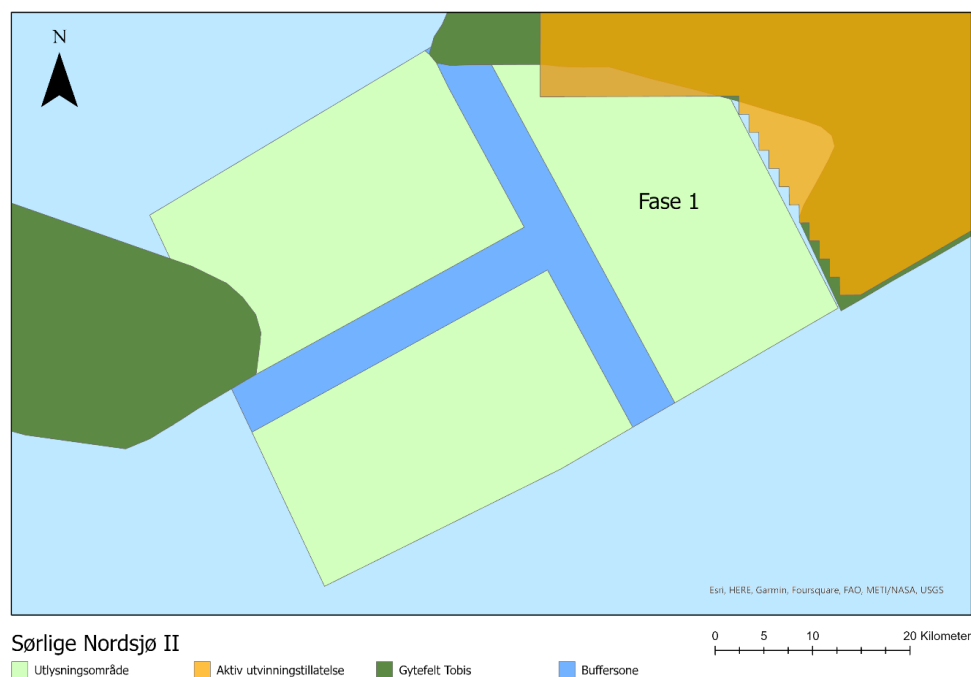 N
Fase 1
Esri, HERE, Garmin, Foursquare, FAO, METI/NASA, USGS
Sørlige Nordsjø II
0 5 10 20 Kilometer
Utlysningsområde Aktiv utvinningstillatelse Gytefelt Tobis Buffersone